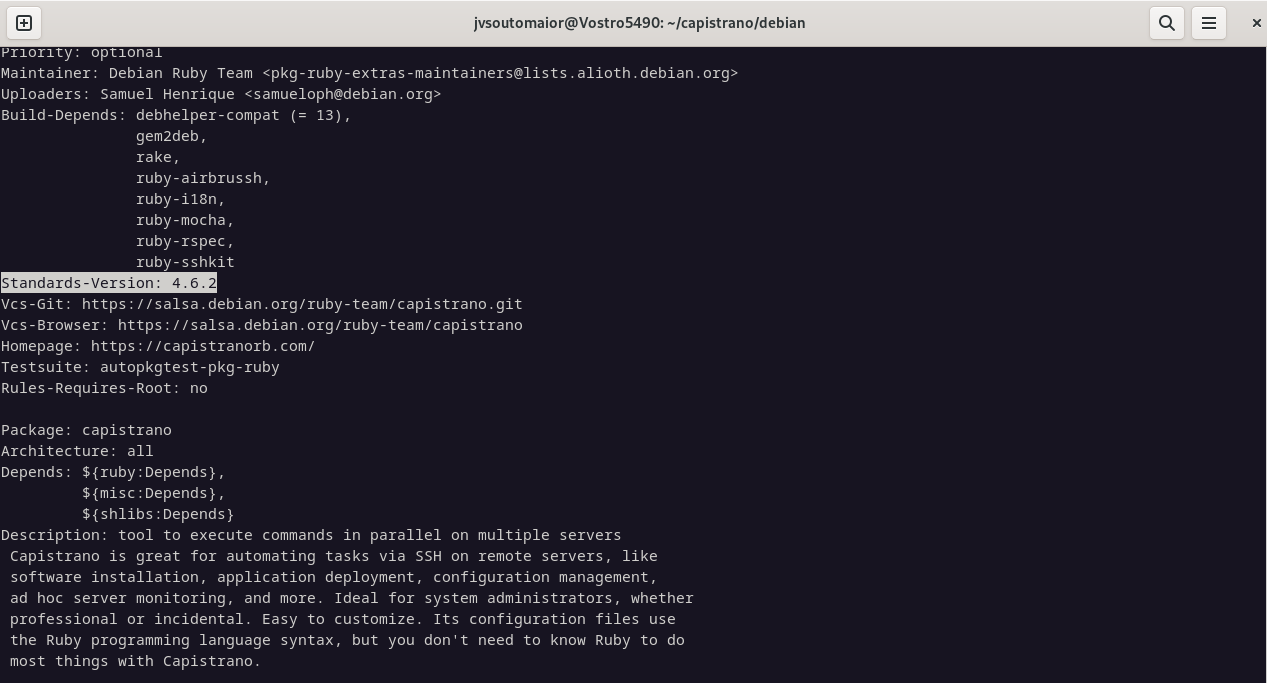 jvsoutomaior@Vostro5490: ~/capistrano/debian
Priority: optional
Maintainer: Debian Ruby Team <pkg-ruby-extras-maintainers@lists.alioth.debian.org>
Uploaders: Samuel Henrique <samueloph@debian.org>
Build-Depends: debhelper-compat (= 13),
               gem2deb,
               rake,
               ruby-airbrussh,
               ruby-i18n,
               ruby-mocha,
               ruby-rspec,
               ruby-sshkit
Standards-Version: 4.6.2
Vcs-Git: https://salsa.debian.org/ruby-team/capistrano.git
Vcs-Browser: https://salsa.debian.org/ruby-team/capistrano
Homepage: https://capistranorb.com/
Testsuite: autopkgtest-pkg-ruby
Rules-Requires-Root: no

Package: capistrano
Architecture: all
Depends: ${ruby:Depends},
         ${misc:Depends},
         ${shlibs:Depends}
Description: tool to execute commands in parallel on multiple servers
 Capistrano is great for automating tasks via SSH on remote servers, like
 software installation, application deployment, configuration management,
 ad hoc server monitoring, and more. Ideal for system administrators, whether
 professional or incidental. Easy to customize. Its configuration files use
 the Ruby programming language syntax, but you don't need to know Ruby to do
 most things with Capistrano.